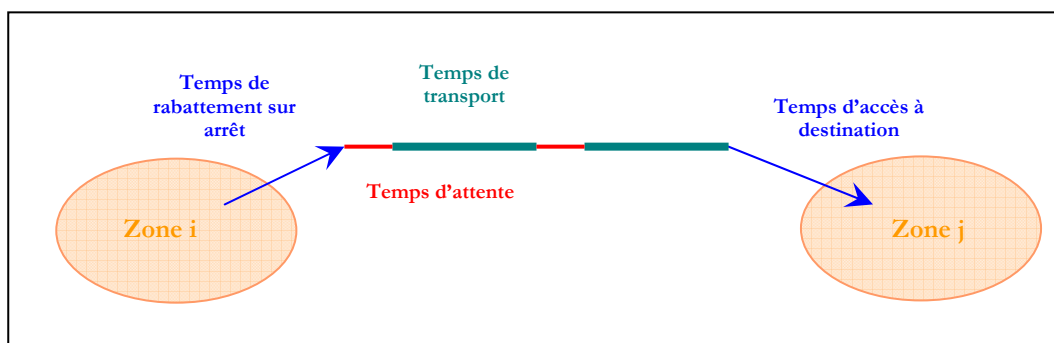 Temps de
rabattement sur
arrêt
Temps de
transport
Temps d'accès à
destination
Temps d'attente
Zone i
Zone j